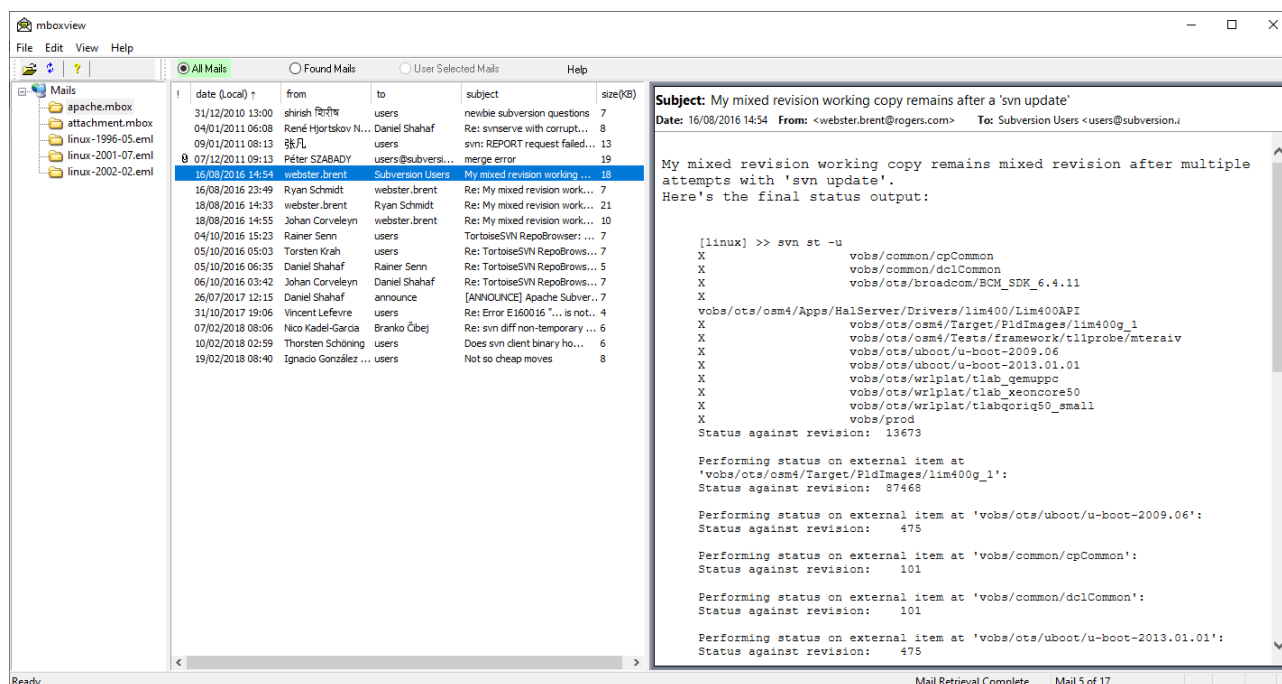 mboxview
File Edit View Help
? All Mails Found Mails User Selected Mails Help
Mails
apache.mbox
attachment.mbox
linux-1996-05.eml
linux-2001-07.eml
linux-2002-02.eml
! date (Local) ↑ from to subject size(KB)
31/12/2010 13:00 shirish शिरीष users newbie subversion questions 7
04/01/2011 06:08 René Hjortskov N... Daniel Shahaf Re: svnserve with corrupt... 8
09/01/2011 08:13 张凡 users svn: REPORT request failed... 13
07/12/2011 09:13 Péter SZABADY users@subversi... merge error 19
16/08/2016 14:54 webster.brent Subversion Users My mixed revision working ... 18
16/08/2016 23:49 Ryan Schmidt webster.brent Re: My mixed revision work... 7
18/08/2016 14:33 webster.brent Ryan Schmidt Re: My mixed revision work... 21
18/08/2016 14:55 Johan Corveleyn webster.brent Re: My mixed revision work... 10
04/10/2016 15:23 Rainer Senn users TortoiseSVN RepoBrowser: ... 7
05/10/2016 05:03 Torsten Krah users Re: TortoiseSVN RepoBrows... 7
05/10/2016 06:35 Daniel Shahaf Rainer Senn Re: TortoiseSVN RepoBrows... 5
06/10/2016 03:42 Johan Corveleyn Daniel Shahaf Re: TortoiseSVN RepoBrows... 7
26/07/2017 12:15 Daniel Shahaf announce [ANNOUNCE] Apache Subver... 7
31/10/2017 19:06 Vincent Lefevre users Re: Error E160016 "... is not... 4
07/02/2018 08:06 Nico Kadel-Garcia Branko Čibej Re: svn diff non-temporary ... 6
10/02/2018 02:59 Thorsten Schöning users Does svn client binary ho... 6
19/02/2018 08:40 Ignacio González ... users Not so cheap moves 8
Subject: My mixed revision working copy remains after a 'svn update'
Date: 16/08/2016 14:54 From: <webster.brent@rogers.com> To: Subversion Users <users@subversion.a
My mixed revision working copy remains mixed revision after multiple
attempts with 'svn update'.
Here's the final status output:
[linux] >> svn st -u
X vobs/common/cpCommon
X vobs/common/dclCommon
X vobs/ots/broadcom/BCM_SDK_6.4.11
X
vobs/ots/osm4/Apps/HalServer/Drivers/lim400/Lim400API
X vobs/ots/osm4/Target/PldImages/lim400g_1
X vobs/ots/osm4/Tests/framework/tl1probe/mteraiv
X vobs/ots/uboot/u-boot-2009.06
X vobs/ots/uboot/u-boot-2013.01.01
X vobs/ots/wrlplat/tlab_qemuppc
X vobs/ots/wrlplat/tlab_xeoncore50
X vobs/ots/wrlplat/tlabqoriq50_small
X vobs/prod
Status against revision: 13673
Performing status on external item at
'vobs/ots/osm4/Target/PldImages/lim400g_1':
Status against revision: 87468
Performing status on external item at 'vobs/ots/uboot/u-boot-2009.06':
Status against revision: 475
Performing status on external item at 'vobs/common/cpCommon':
Status against revision: 101
Performing status on external item at 'vobs/common/dclCommon':
Status against revision: 101
Performing status on external item at 'vobs/ots/uboot/u-boot-2013.01.01':
Status against revision: 475
Ready Mail Retrieval Complete Mail 5 of 17